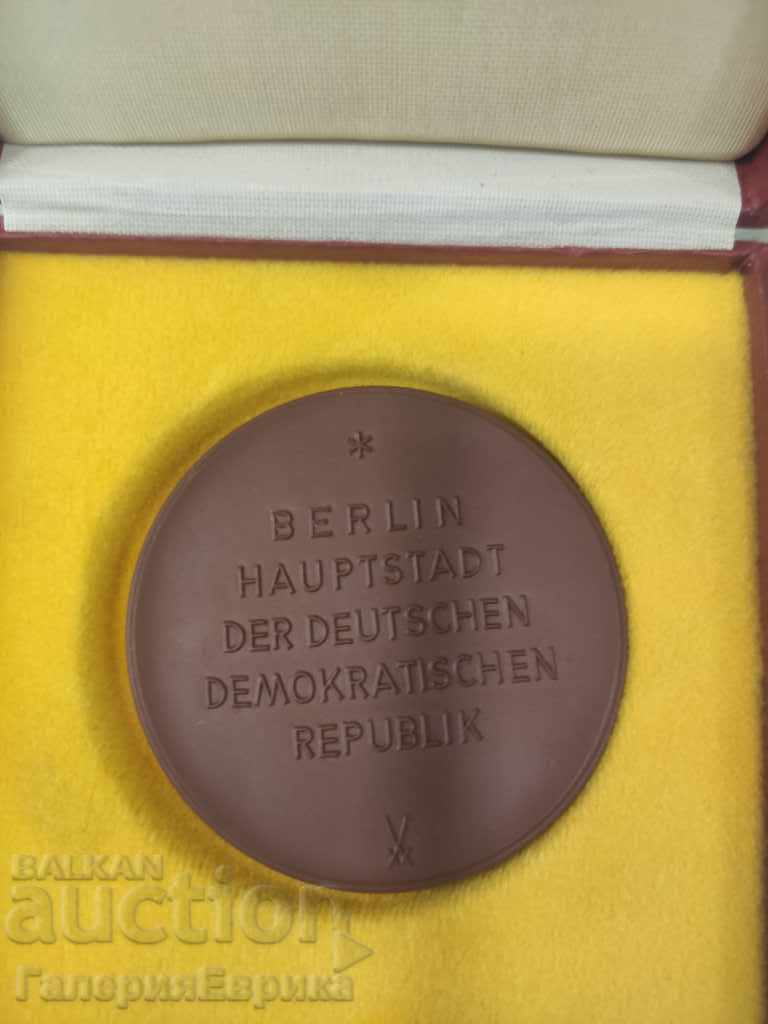 *
BERLIN
HAUPTSTADT
DER DEUTSCHEN
DEMOKRATISCHEN
REPUBLIK
BALKAN
auction
ГалерияЕврика